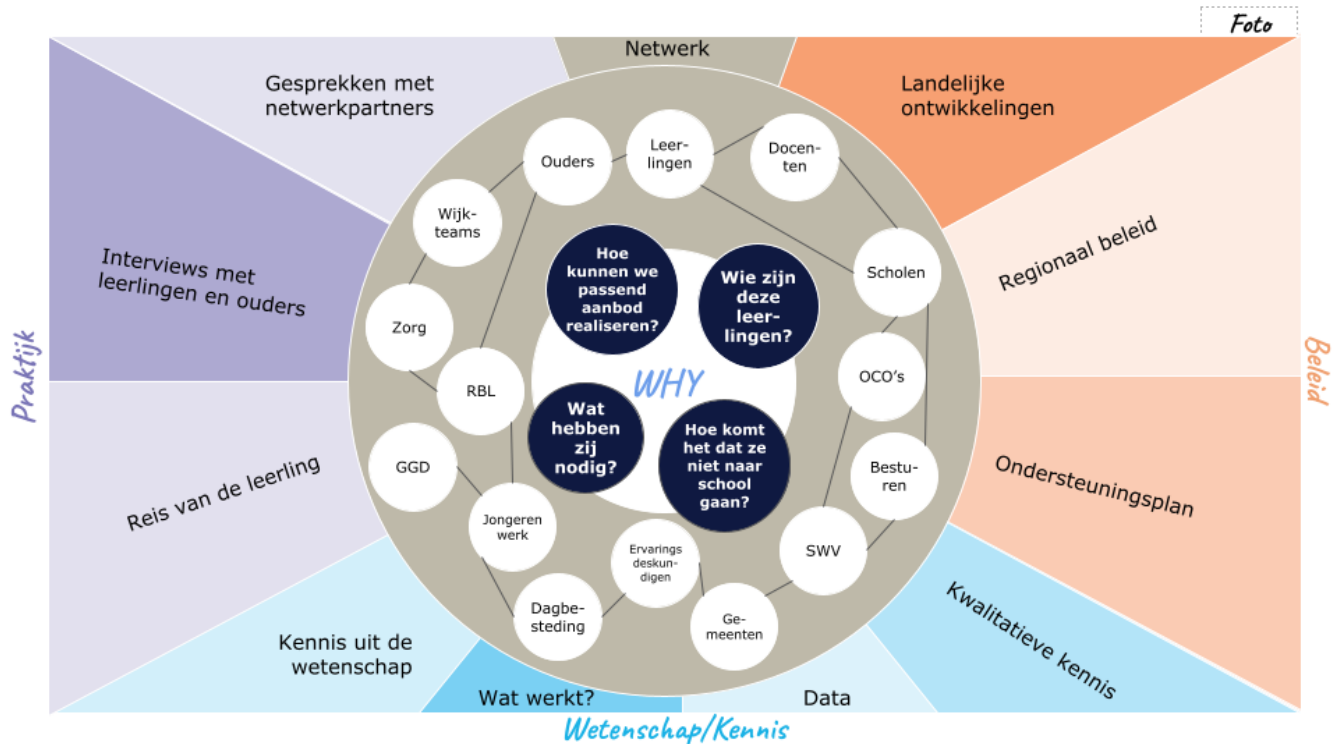 Foto
Netwerk
Gesprekken met
netwerkpartners
Landelijke
ontwikkelingen
Interviews met
leerlingen en ouders
Regionaal beleid
Praktijk
Beleid
Reis van de leerling
Ondersteuningsplan
Kennis uit de
wetenschap
Kwalitatieve kennis
Wat werkt?
Data
Wetenschap/Kennis
Ouders
Leer-
lingen
Docen-
ten
Wijk-
teams
Scholen
Zorg
RBL
OCO's
GGD
Bestu-
ren
Jongeren
werk
SWV
Ervarings
deskun-
digen
Dagbe-
steding
Ge-
meenten
Hoe
kunnen we
passend
aanbod
realiseren?
Wie zijn
deze
leer-
lingen?
WHY
Wat
hebben
zij
nodig?
Hoe komt
het dat ze
niet naar
school
gaan?